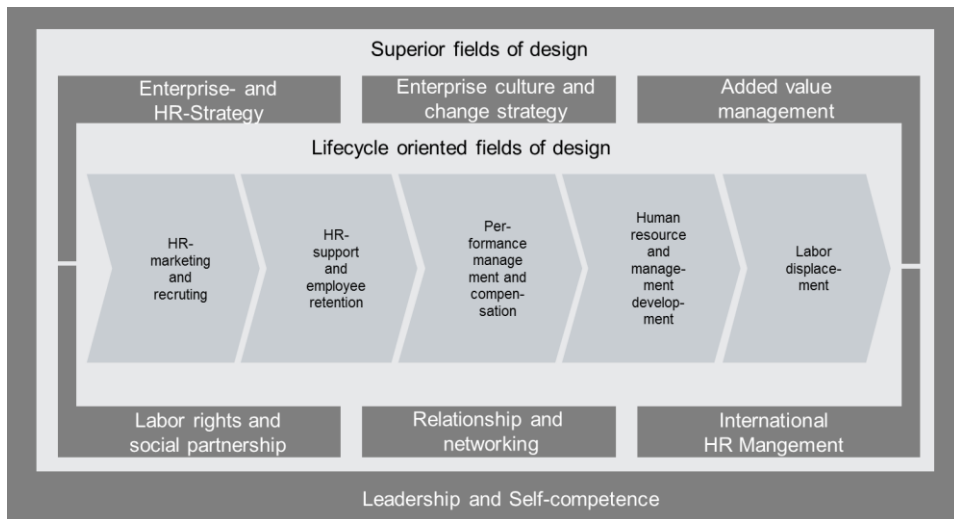 Superior fields of design
Enterprise- and
HR-Strategy
Enterprise culture and
change strategy
Added value
management
Lifecycle oriented fields of design
HR-
marketing
and
recruting
HR-
support
and
employee
retention
Per-
formance
manage
ment and
compen-
sation
Human
resource
and
manage-
ment
develop-
ment
Labor
displace-
ment
Labor rights and
social partnership
Relationship and
networking
International
HR Mangement
Leadership and Self-competence